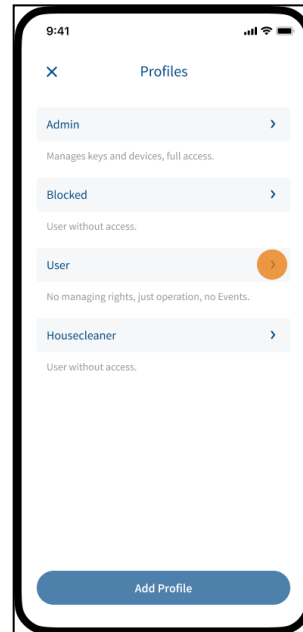 9:41
Profiles
Admin
Manages keys and devices, full access.
Blocked
User without access.
User
No managing rights, just operation, no Events.
Housecleaner
User without access.
Add Profile